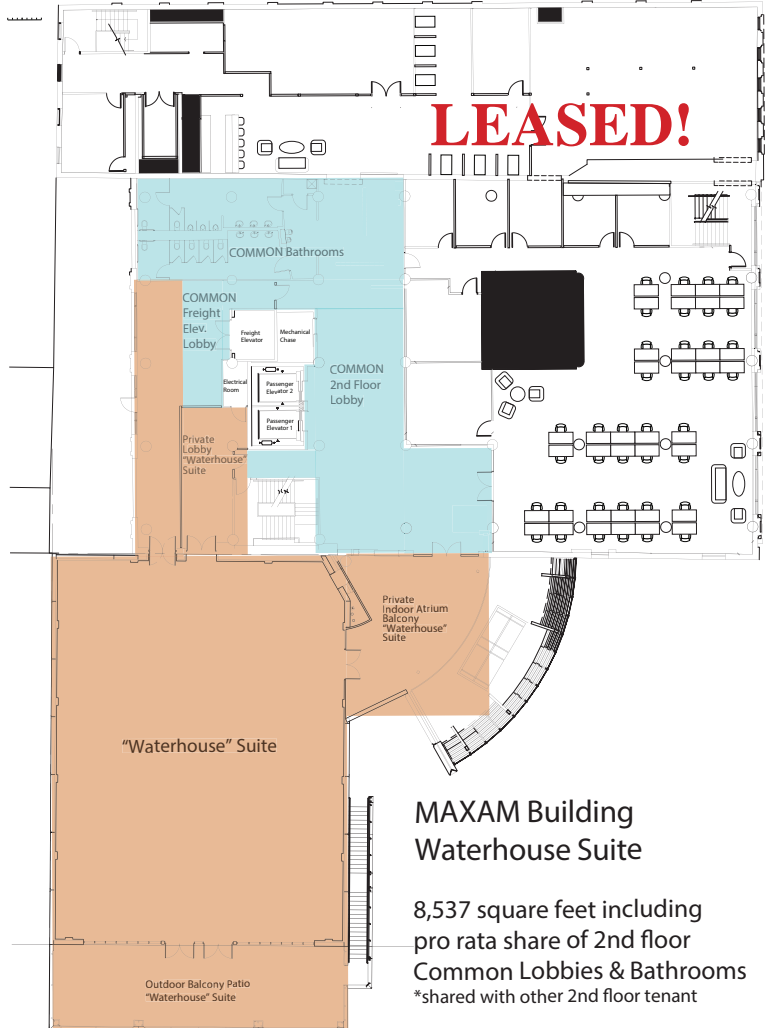 LEASED!
COMMON Bathrooms
COMMON
Freight
Elev.
Lobby
Freight
Elevator
Mechanical
Chase
COMMON
2nd Floor
Lobby
Electrical
Room
Passenger
Elevator 2
Passenger
Elevator 1
Private
Lobby
“Waterhouse”
Suite
Private
Indoor Atrium
Balcony
“Waterhouse”
Suite
“Waterhouse” Suite
MAXAM Building
Waterhouse Suite
8,537 square feet including
pro rata share of 2nd floor
Common Lobbies & Bathrooms
*shared with other 2nd floor tenant
Outdoor Balcony Patio
“Waterhouse” Suite